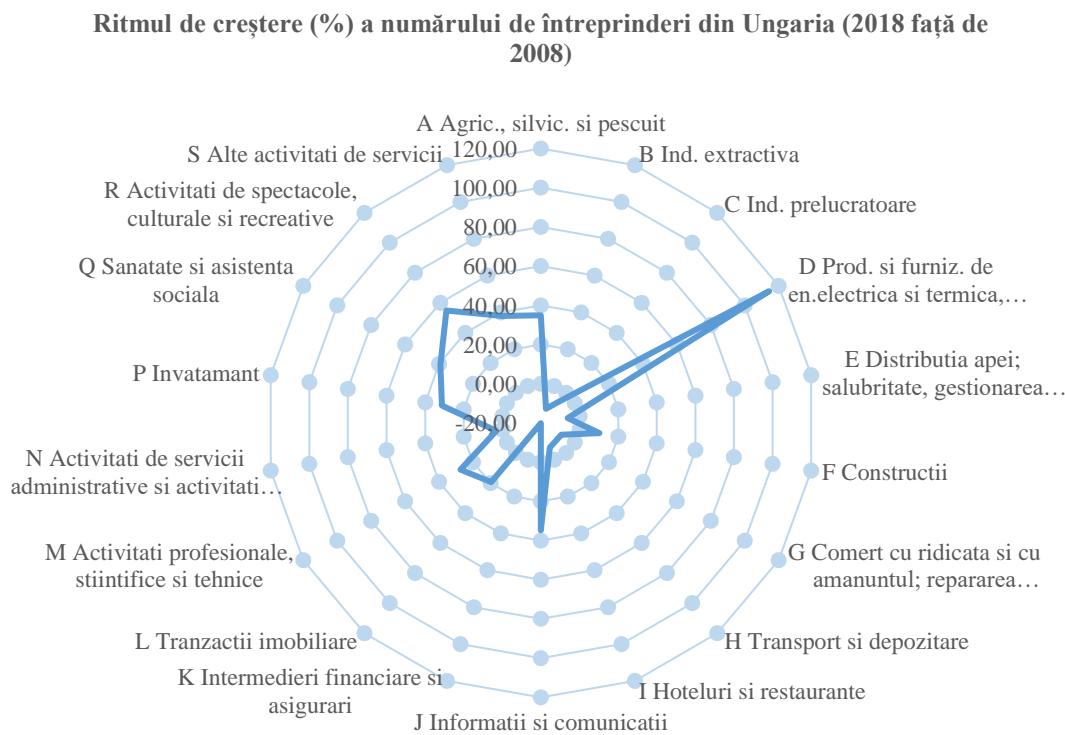 Ritmul de creștere (%) a numărului de întreprinderi din Ungaria (2018 față de
2008)
A Agric., silvic. si pescuit
B Ind. extractiva
C Ind. prelucratoare
D Prod. si furniz. de
en.electrica si termica,…
E Distributia apei;
salubritate, gestionarea…
F Constructii
G Comert cu ridicata si cu
amanuntul; repararea…
H Transport si depozitare
I Hoteluri si restaurante
J Informatii si comunicatii
K Intermedieri financiare si
asigurari
L Tranzactii imobiliare
M Activitati profesionale,
stiintifice si tehnice
N Activitati de servicii
administrative si activitati…
P Invatamant
Q Sanatate si asistenta
sociala
R Activitati de spectacole,
culturale si recreative
S Alte activitati de servicii
120,00
100,00
80,00
60,00
40,00
20,00
0,00
-20,00